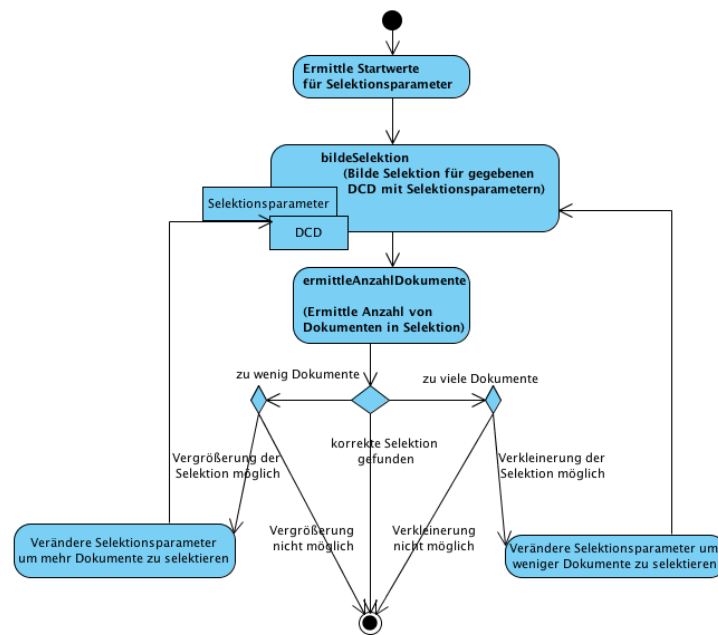 Ermittle Startwerte
für Selektionsparameter
bildeSelektion
(Bilde Selektion für gegebenen
DCD mit Selektionsparametern)
Selektionsparameter
DCD
ermittleAnzahlDokumente
(Ermittle Anzahl von
Dokumenten in Selektion)
zu wenig Dokumente
zu viele Dokumente
korrekte Selektion
gefunden
Vergrößerung der
Selektion möglich
Verkleinerung der
Selektion möglich
Vergrößerung
nicht möglich
Verkleinerung
nicht möglich
Verändere Selektionsparameter
um mehr Dokumente zu selektieren
Verändere Selektionsparameter um
weniger Dokumente zu selektieren